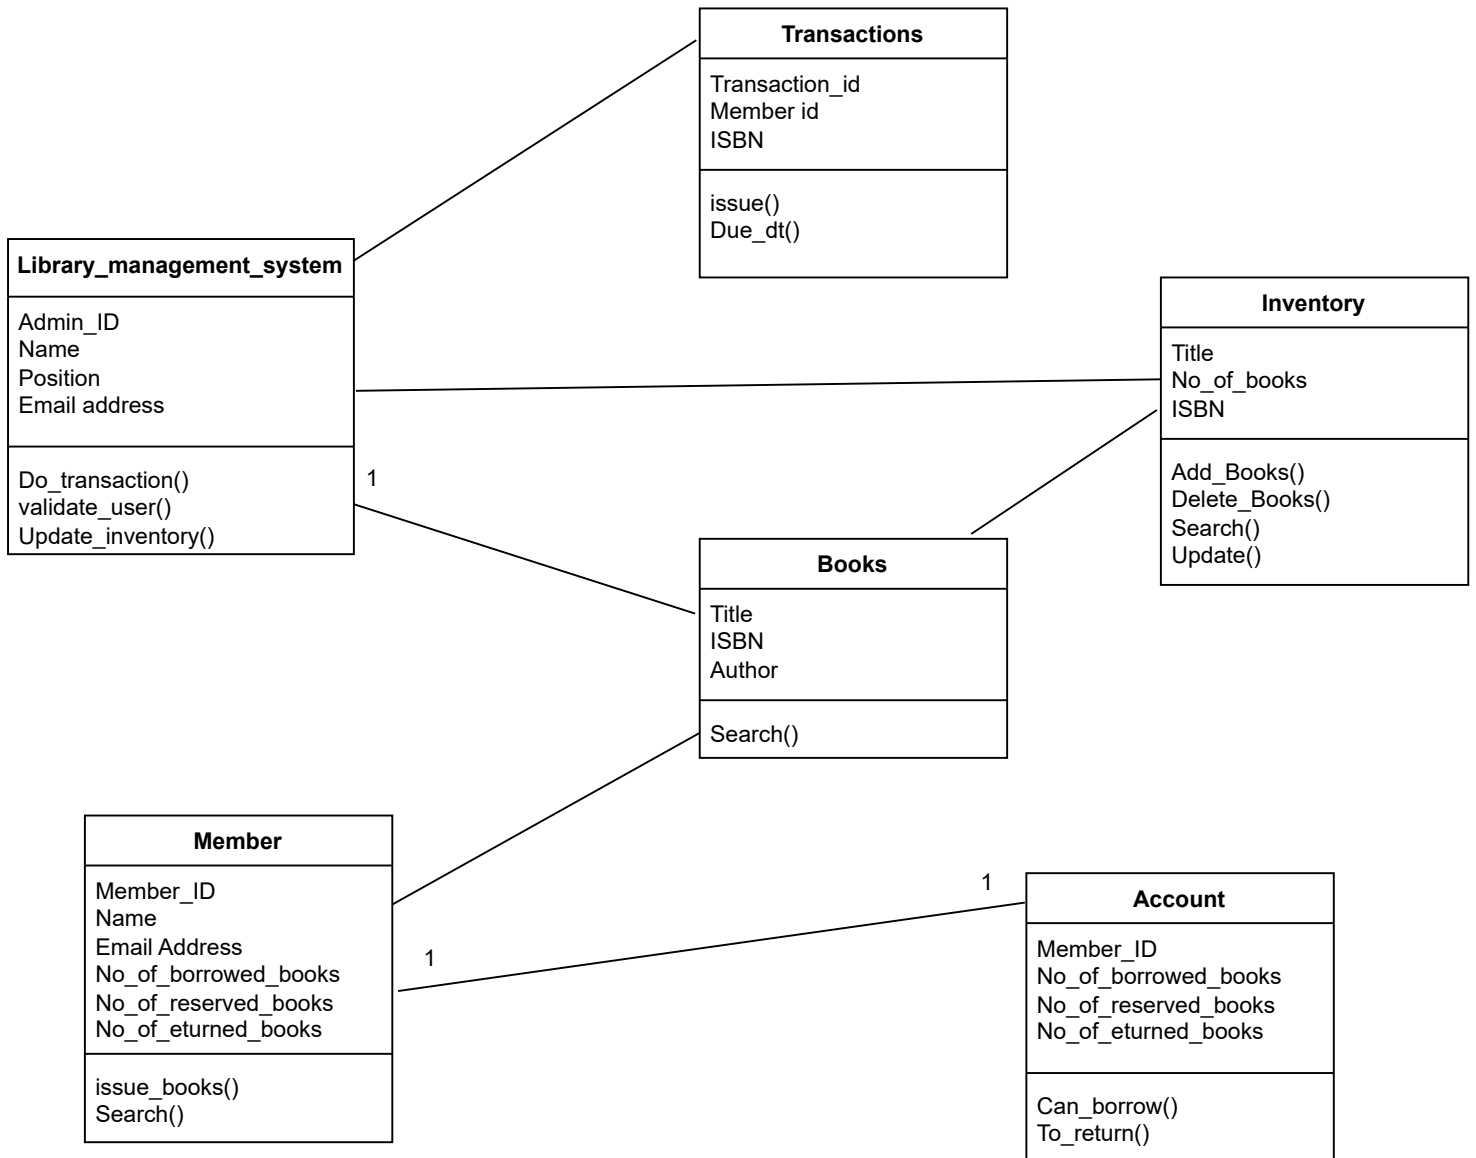 Transactions
Transaction_id
Member id
ISBN
issue()
Due_dt()
Library_management_system
Admin_ID
Name
Position
Email address
Do_transaction()
validate_user()
Update_inventory()
1
Inventory
Title
No_of_books
ISBN
Add_Books()
Delete_Books()
Search()
Update()
Books
Title
ISBN
Author
Search()
Member
Member_ID
Name
Email Address
No_of_borrowed_books
No_of_reserved_books
No_of_eturned_books
issue_books()
Search()
1
1
Account
Member_ID
No_of_borrowed_books
No_of_reserved_books
No_of_eturned_books
Can_borrow()
To_return()